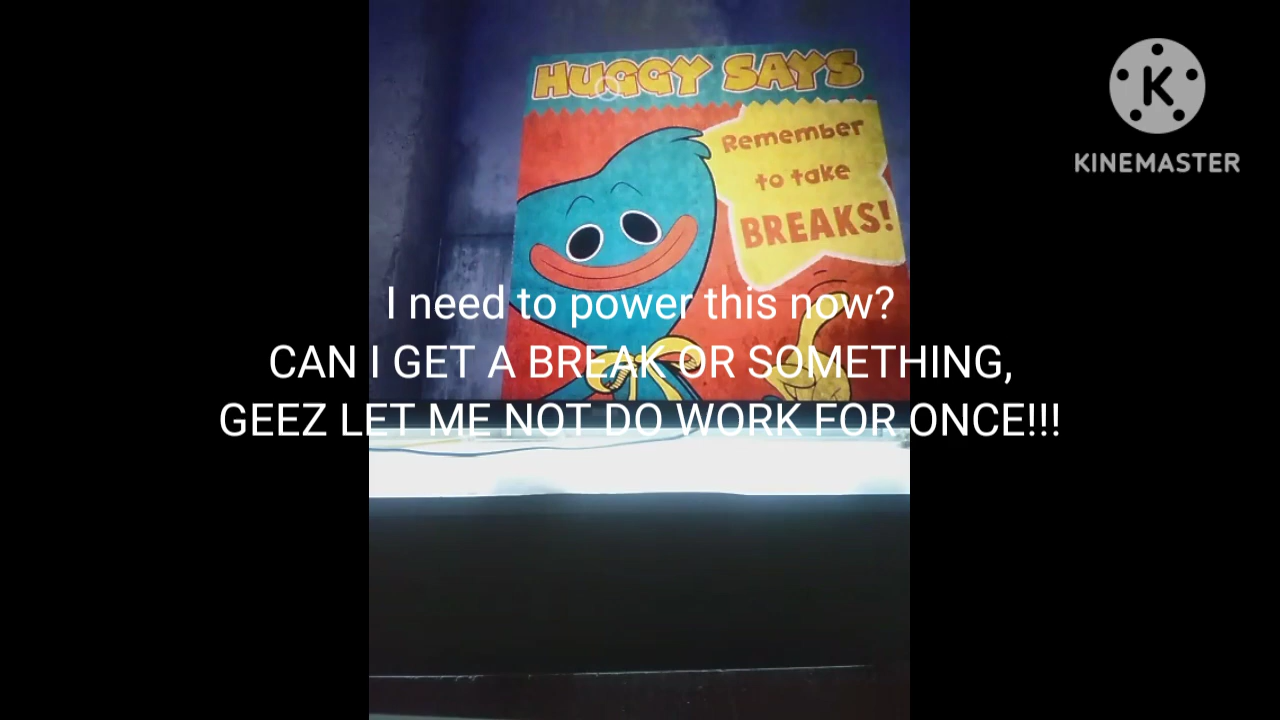 HUGGY SAYS
Remember
to take
BREAKS!
I need to power this now?
CAN I GET A BREAK OR SOMETHING,
GEEZ LET ME NOT DO WORK FOR ONCE!!!
K
KINEMASTER